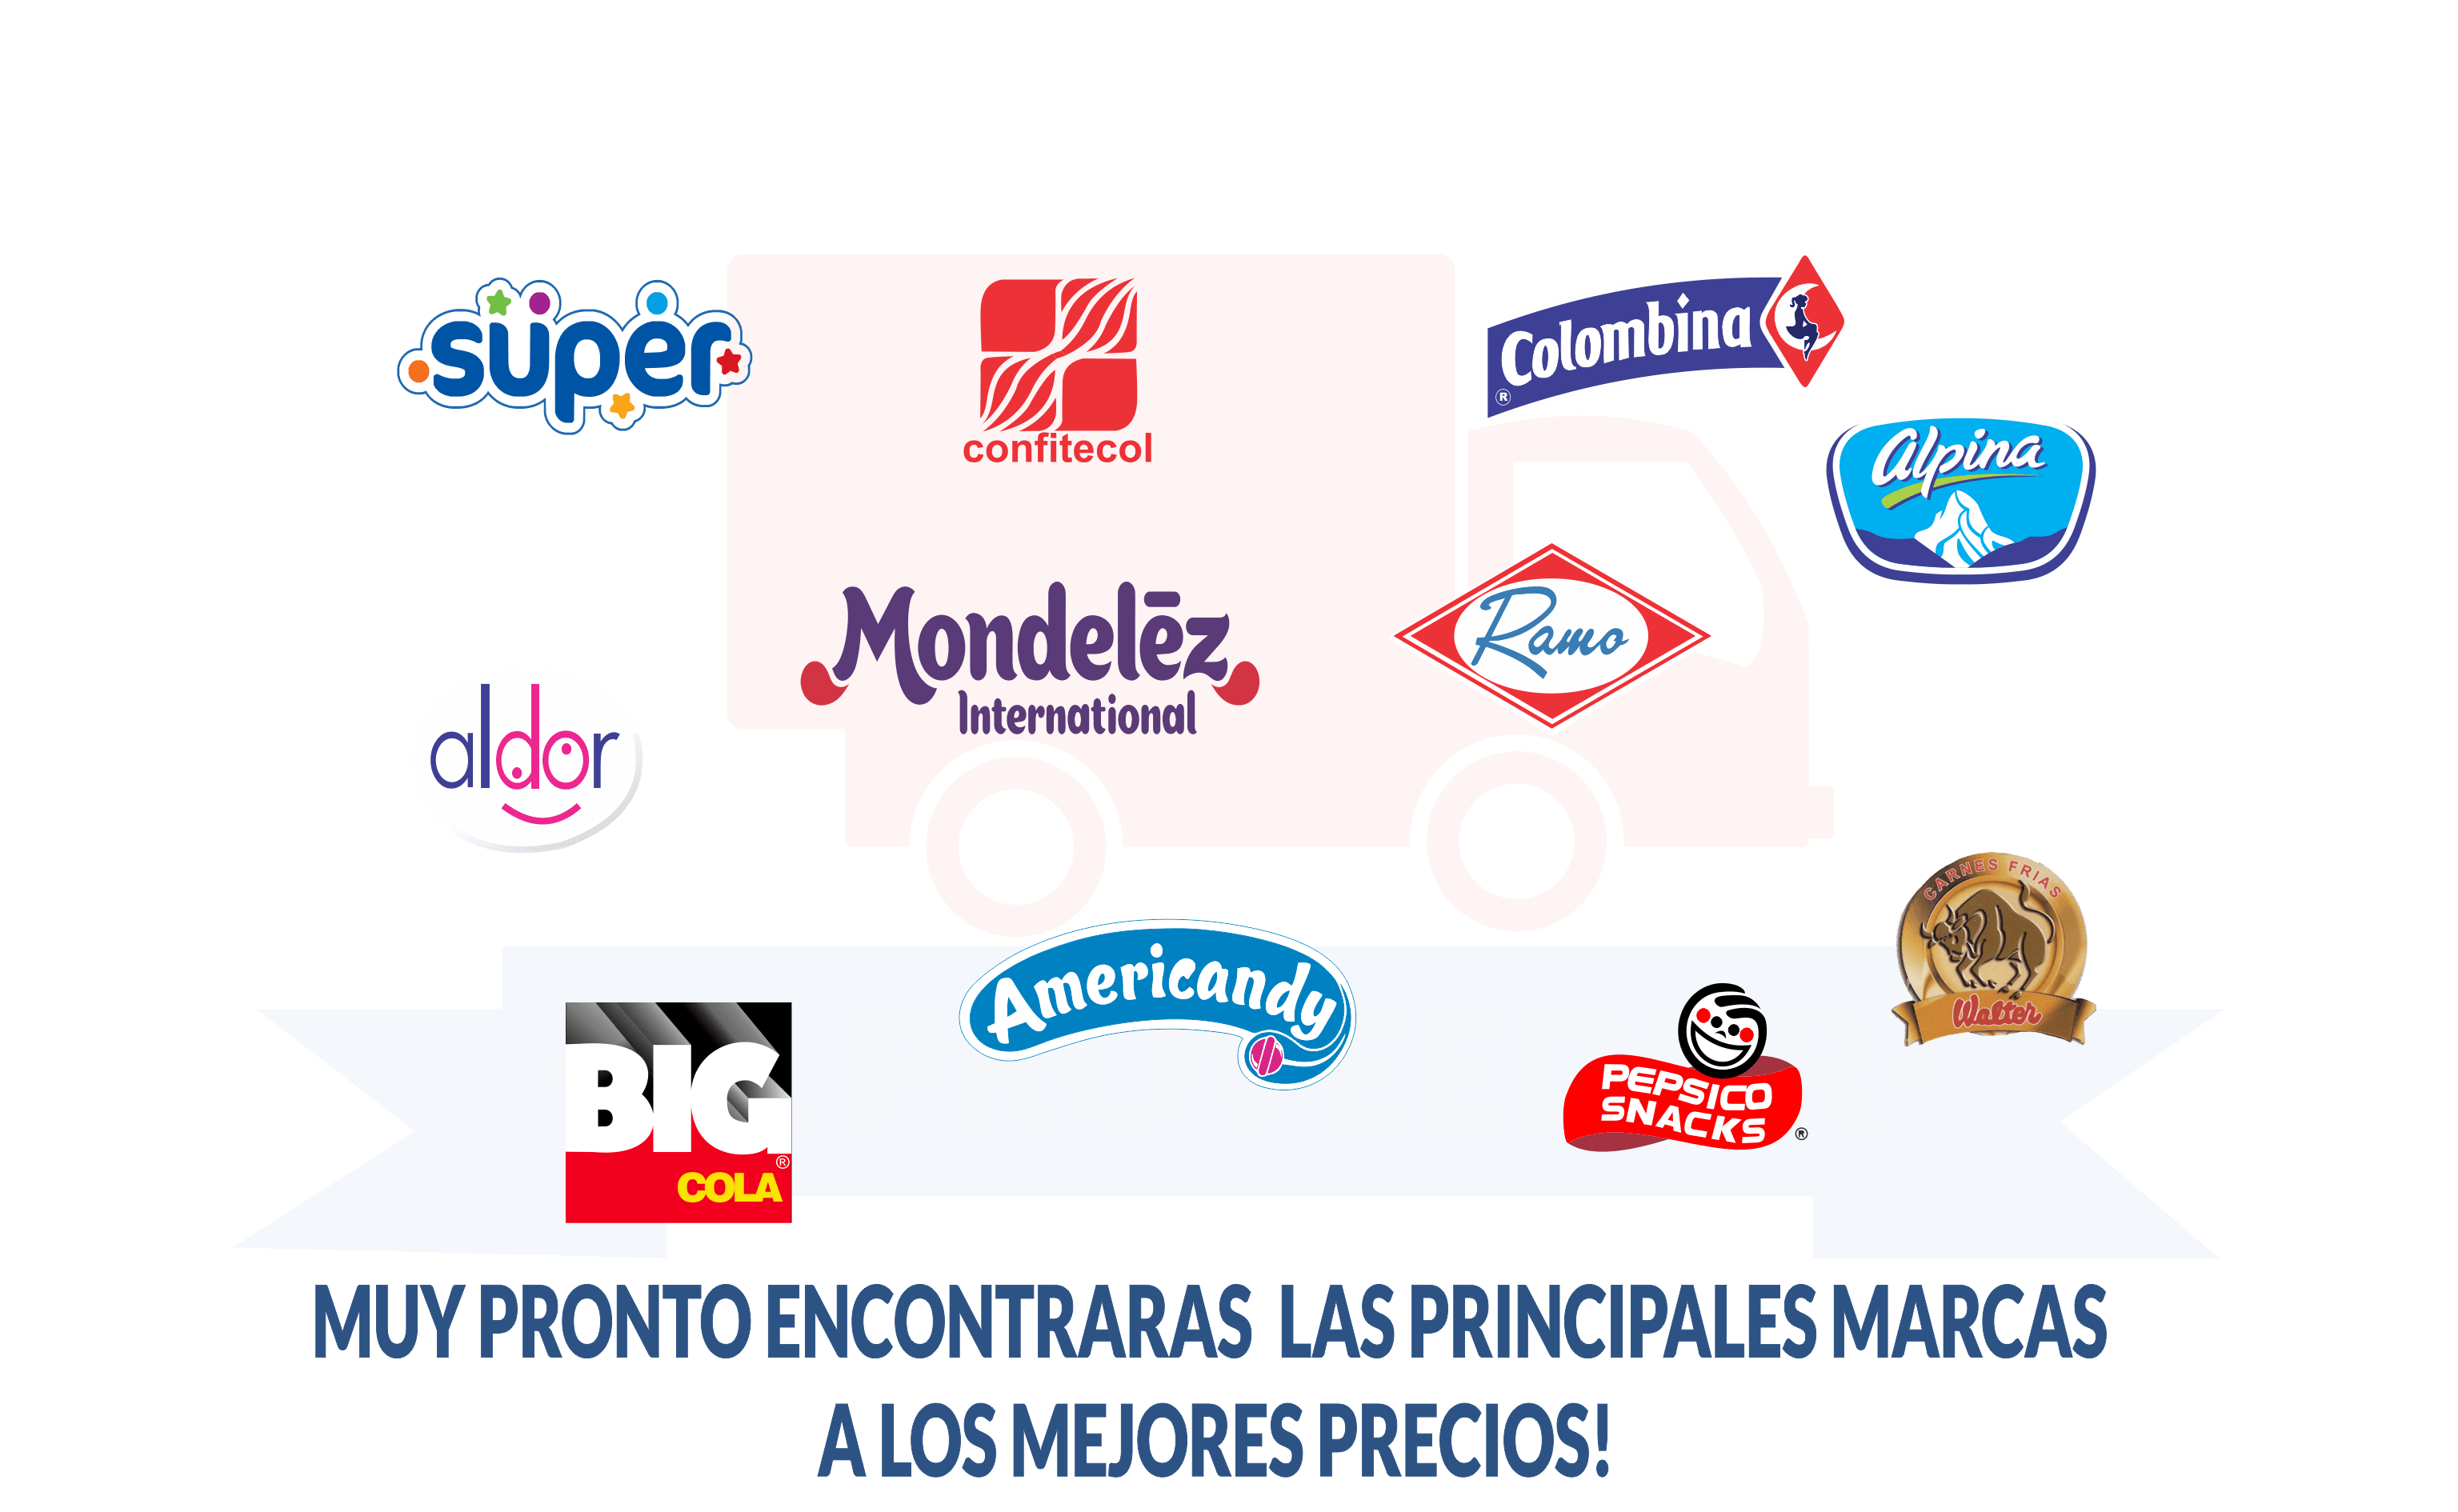 super
confitecol
Colombina
®
Alpina
Mondelēz
International
Ramo
aldor
CARNES FRIAS
Walter
Americandy
BIG
®
COLA
PEPSICO
SNACKS
®
MUY PRONTO ENCONTRARAS LAS PRINCIPALES MARCAS
A LOS MEJORES PRECIOS!